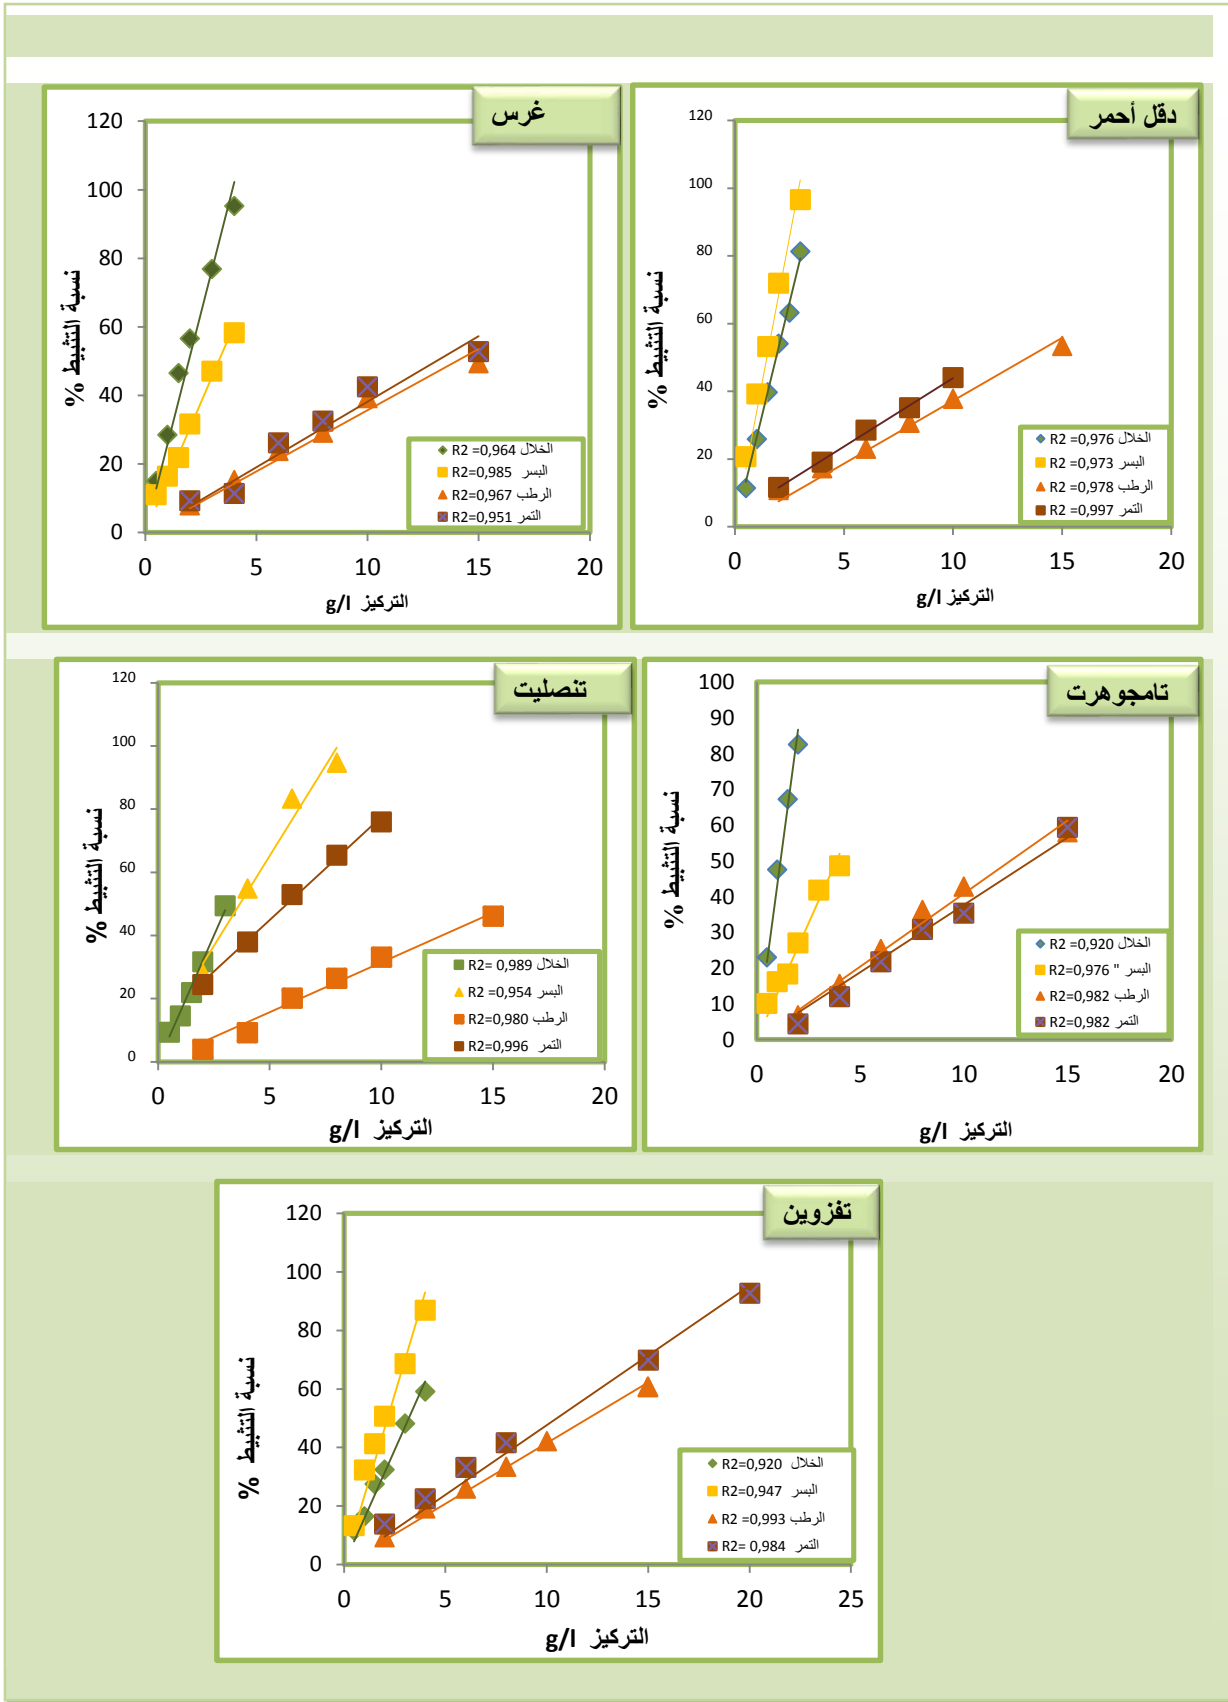 غرس
120
100
80
60
40
20
0
نسبة التثبيط %
0 5 10 15 20
التركيز g/l
الخلال R2 =0,964
البسر R2=0,985
الرطب R2=0,967
التمر R2=0,951
دقل أحمر
120
100
80
60
40
20
0
نسبة التثبيط %
0 5 10 15 20
التركيز g/l
الخلال R2 =0,976
البسر R2=0,973
الرطب R2 =0,978
التمر R2 =0,997
تنصليت
120
100
80
60
40
20
0
نسبة التثبيط %
0 5 10 15 20
التركيز g/l
الخلال R2= 0,989
البسر R2 =0,954
الرطب R2=0,980
التمر R2=0,996
تامجوهرت
100
90
80
70
60
50
40
30
20
10
0
نسبة التثبيط %
0 5 10 15 20
التركيز g/l
الخلال R2 =0,920
البسر " R2=0,976
الرطب R2=0,982
التمر R2=0,982
تفزوين
120
100
80
60
40
20
0
نسبة التثبيط %
0 5 10 15 20 25
التركيز g/l
الخلال R2=0,920
البسر R2=0,947
الرطب R2 =0,993
التمر R2= 0,984